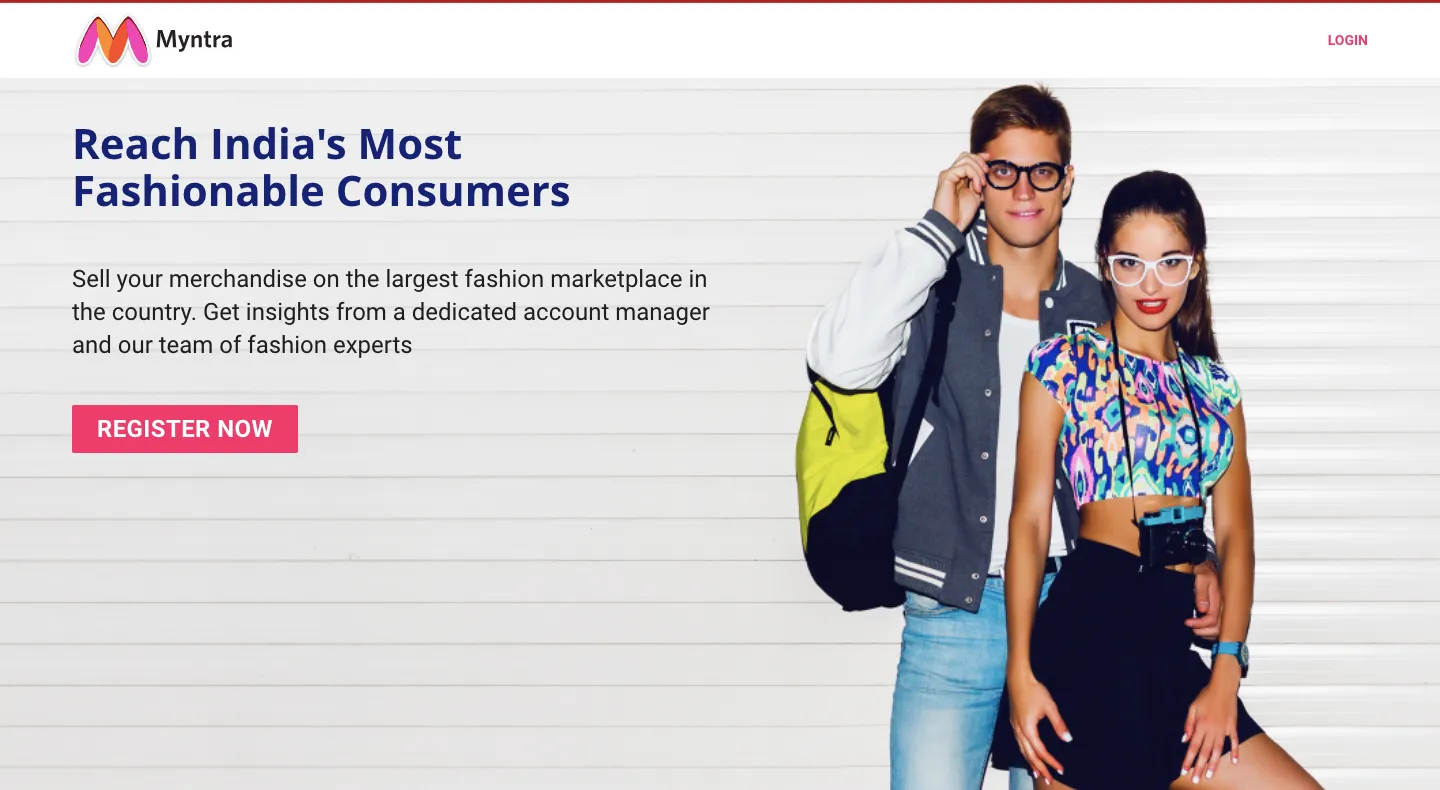 Myntra
LOGIN
Reach India's Most
Fashionable Consumers
Sell your merchandise on the largest fashion marketplace in
the country. Get insights from a dedicated account manager
and our team of fashion experts
REGISTER NOW